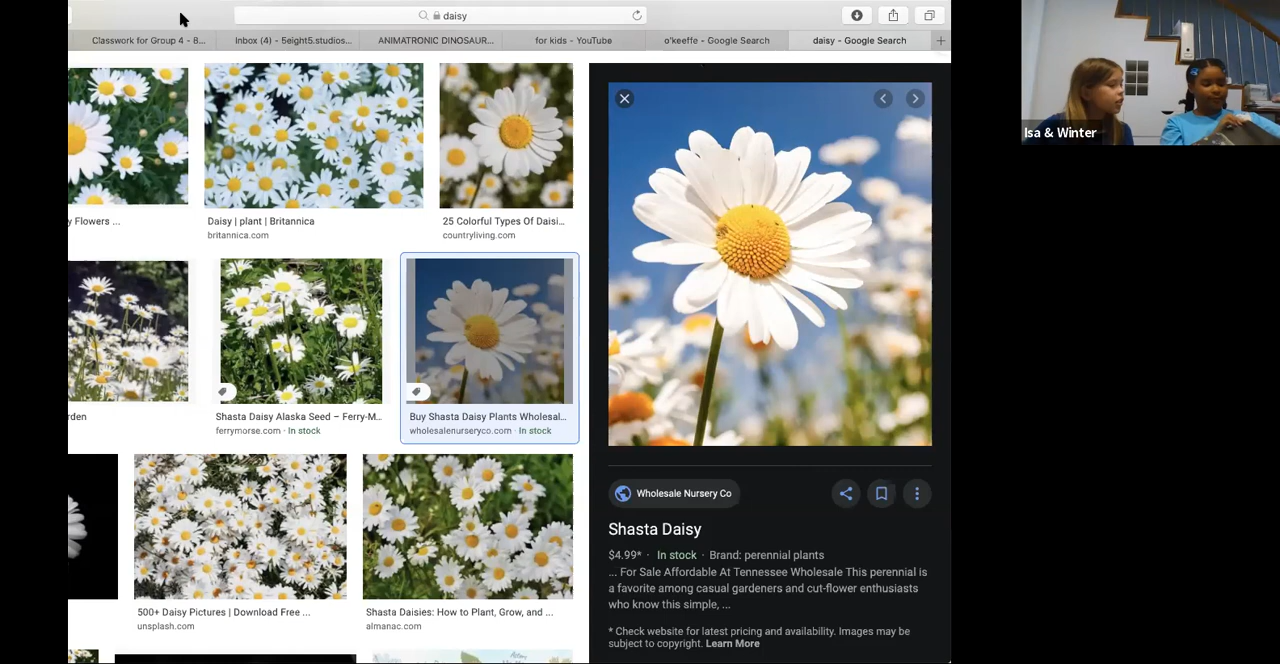 daisy
Classwork for Group 4 - 8...
Inbox (4) - 5eight5.studios...
ANIMATRONIC DINOSAUR...
for kids - YouTube
o'keeffe - Google Search
daisy - Google Search
Isa & Winter
y Flowers ...
Daisy | plant | Britannica
britannica.com
25 Colorful Types Of Daisi...
countryliving.com
rden
Shasta Daisy Alaska Seed – Ferry-M...
ferrymorse.com · In stock
Buy Shasta Daisy Plants Wholesal...
wholesalenurseryco.com · In stock
500+ Daisy Pictures | Download Free ...
unsplash.com
Shasta Daisies: How to Plant, Grow, and ...
almanac.com
Wholesale Nursery Co
Shasta Daisy
$4.99* · In stock · Brand: perennial plants
... For Sale Affordable At Tennessee Wholesale This perennial is
a favorite among casual gardeners and cut-flower enthusiasts
who know this simple, ...
* Check website for latest pricing and availability. Images may be
subject to copyright. Learn More